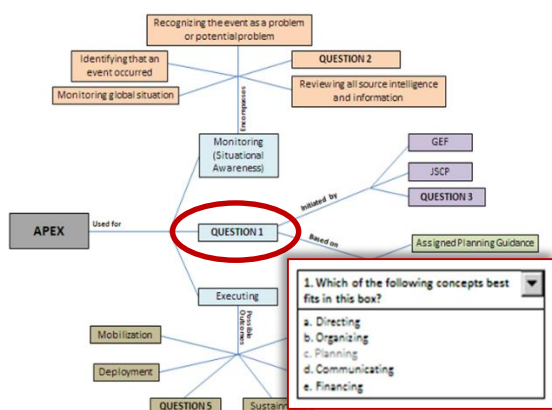 Recognizing the event as a problem
or potential problem
Identifying that an
event occurred
QUESTION 2
Monitoring global situation
Reviewing all source intelligence
and information
Encompasses
Monitoring
(Situational
Awareness)
GEF
JSCP
QUESTION 3
Initiated by
APEX
Used for
QUESTION 1
Based on
Assigned Planning Guidance
Executing
Possible
Outcomes
Mobilization
Deployment
QUESTION 5
Sustain
1. Which of the following concepts best
fits in this box?
a. Directing
b. Organizing
c. Planning
d. Communicating
e. Financing